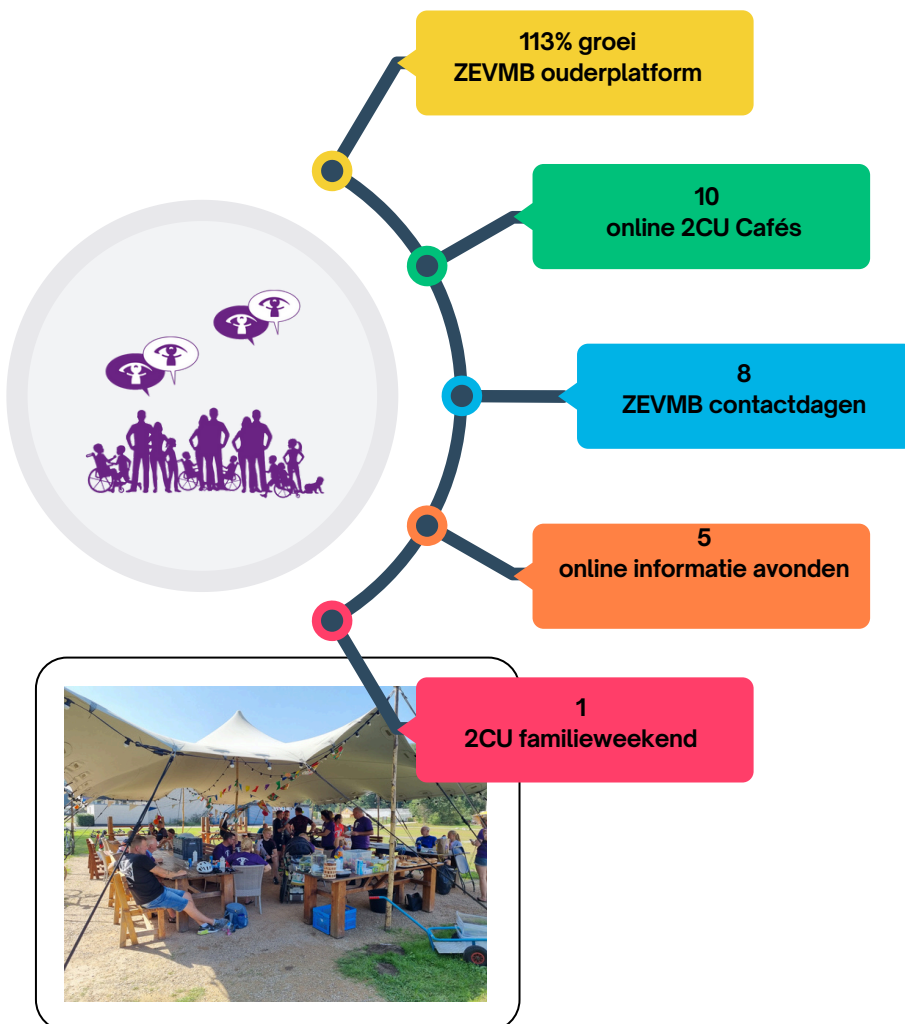 113% groei
ZEVMB ouderplatform
10
online 2CU Cafés
8
ZEVMB contactdagen
5
online informatie avonden
1
2CU familieweekend